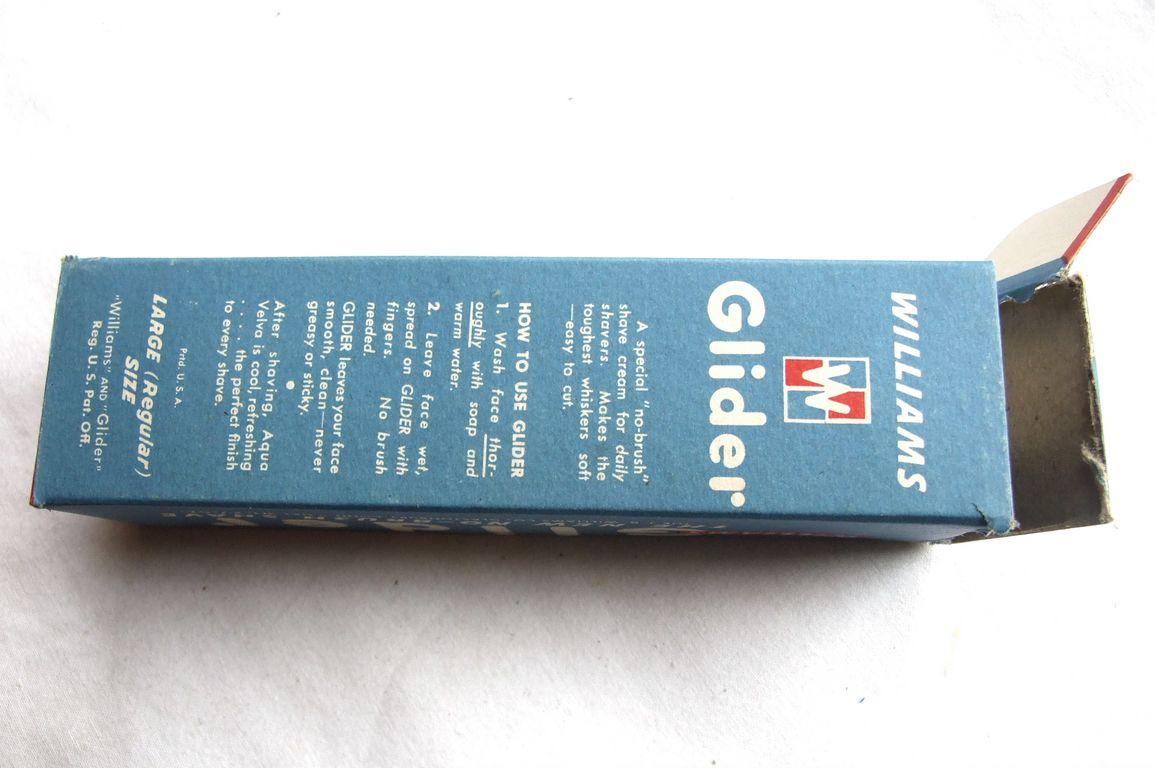 WILLIAMS
Glider
A special "no-brush"
shave cream for daily
shavers. Makes the
toughest whiskers soft
—easy to cut.
HOW TO USE GLIDER
1. Wash face thor-
oughly with soap and
warm water.
2. Leave face wet,
spread on GLIDER with
fingers. No brush
needed.
GLIDER leaves your face
smooth, clean—never
greasy or sticky.
After shaving, Aqua
Velva is cool, refreshing
. . . . the perfect finish
to every shave.
Prtd. U.S.A.
LARGE (Regular)
SIZE
"Williams" AND "Glider"
Reg. U. S. Pat. Off.